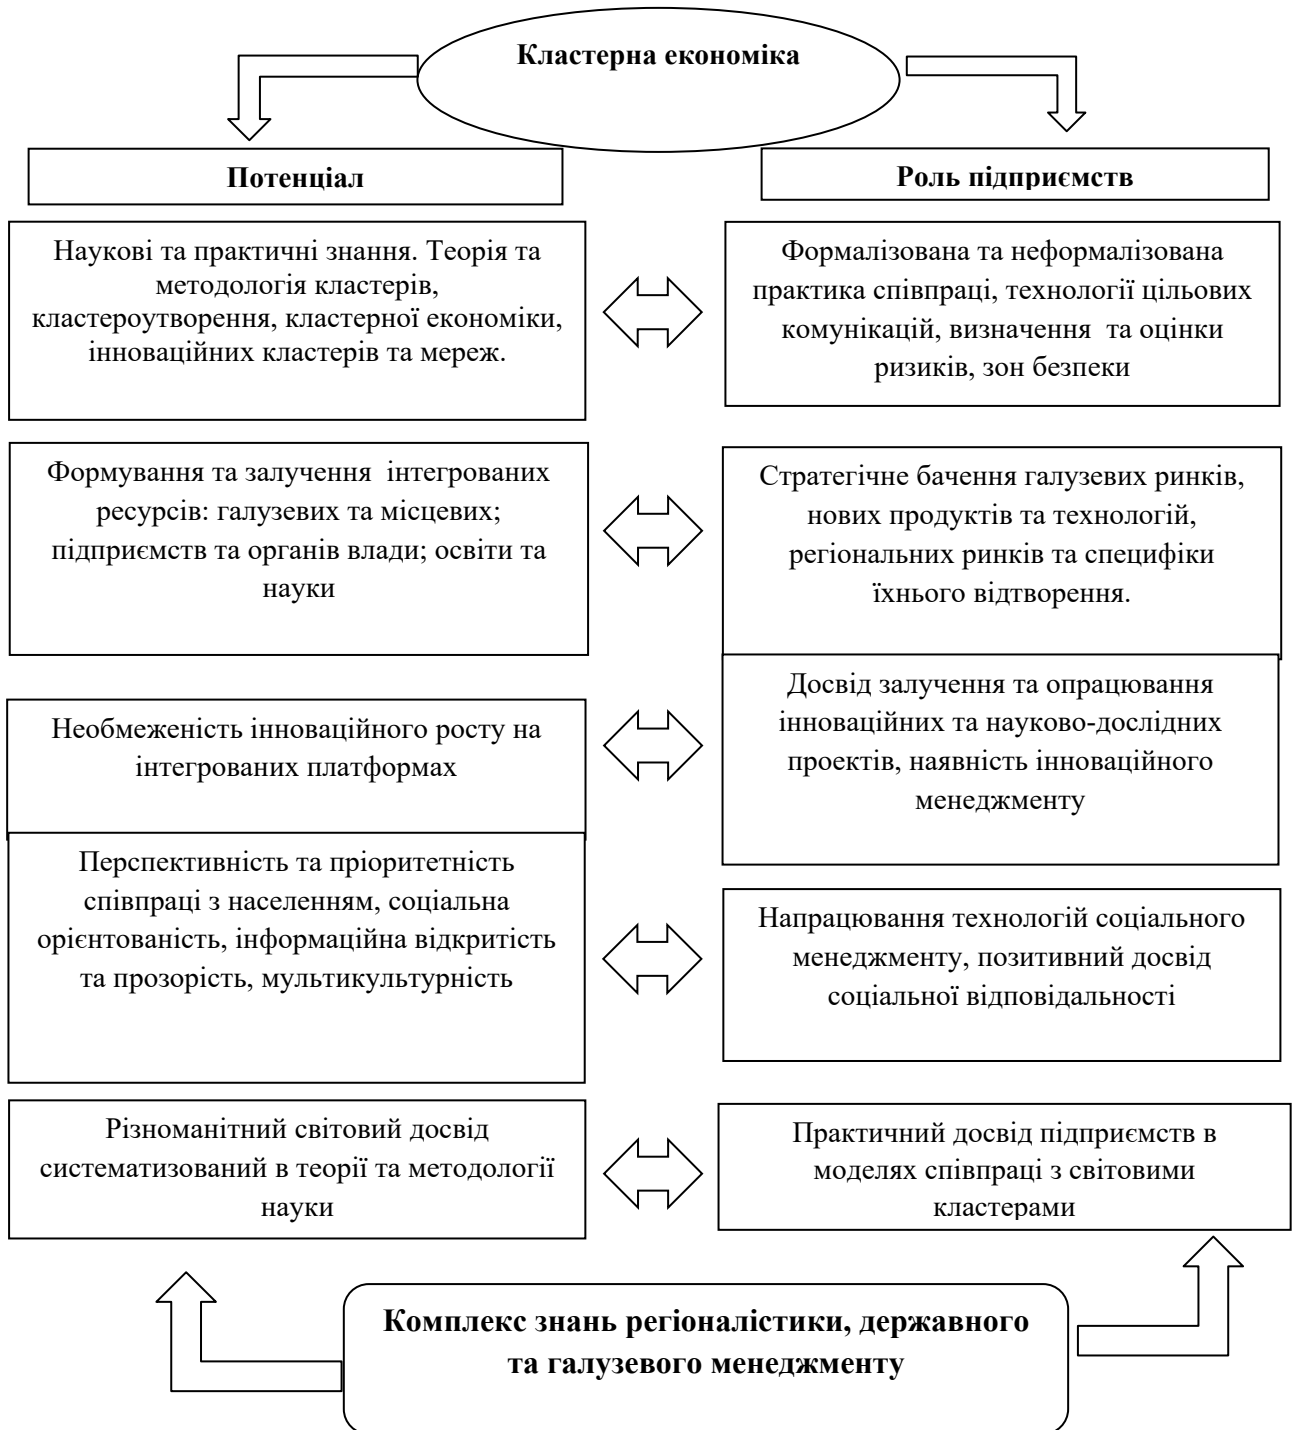 Кластерна економіка
Потенціал
Роль підприємств
Наукові та практичні знання. Теорія та
методологія кластерів,
кластероутворення, кластерної економіки,
інноваційних кластерів та мереж.
Формалізована та неформалізована
практика співпраці, технології цільових
комунікацій, визначення та оцінки
ризиків, зон безпеки
Формування та залучення інтегрованих
ресурсів: галузевих та місцевих;
підприємств та органів влади; освіти та
науки
Стратегічне бачення галузевих ринків,
нових продуктів та технологій,
регіональних ринків та специфіки
їхнього відтворення.
Необмеженість інноваційного росту на
інтегрованих платформах
Досвід залучення та опрацювання
інноваційних та науково-дослідних
проектів, наявність інноваційного
менеджменту
Перспективність та пріоритетність
співпраці з населенням, соціальна
орієнтованість, інформаційна відкритість
та прозорість, мультикультурність
Напрацювання технологій соціального
менеджменту, позитивний досвід
соціальної відповідальності
Різноманітний світовий досвід
систематизований в теорії та методології
науки
Практичний досвід підприємств в
моделях співпраці з світовими
кластерами
Комплекс знань регіоналістики, державного
та галузевого менеджменту